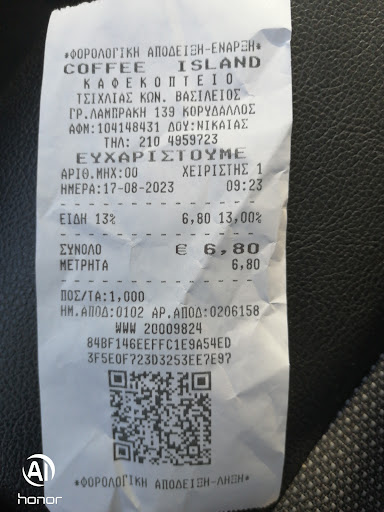 *ΦΟΡΟΛΟΓΙΚΗ ΑΠΟΔΕΙΞΗ-ΕΝΑΡΞΗ*
COFFEE ISLAND
ΚΑΦΕΚΟΠΤΕΙΟ
ΤΣΙΧΛΙΑΣ ΚΩΝ. ΒΑΣΙΛΕΙΟΣ
ΓΡ.ΛΑΜΠΡΑΚΗ 139 ΚΟΡΥΔΑΛΛΟΣ
ΑΦΜ:104148431 ΔΟΥ:ΝΙΚΑΙΑΣ
ΤΗΛ: 210 4959723
ΕΥΧΑΡΙΣΤΟΥΜΕ
ΑΡΙΘ.ΜΗΧ:00 ΧΕΙΡΙΣΤΗΣ 1
ΗΜΕΡΑ:17-08-2023 09:23
ΕΙΔΗ 13% 6,80 13,00%
ΣΥΝΟΛΟ € 6,80
ΜΕΤΡΗΤΑ 6,80
ΠΟΣ/ΤΑ:1,000
ΗΜ.ΑΠΟΔ:0102 ΑΡ.ΑΠΟΔ:0206158
WWW 20009824
84BF146EEFFC1E9A54ED
3F5E0F723D3253EE7E97
*ΦΟΡΟΛΟΓΙΚΗ ΑΠΟΔΕΙΞΗ-ΛΗΞΗ*
AI
honor